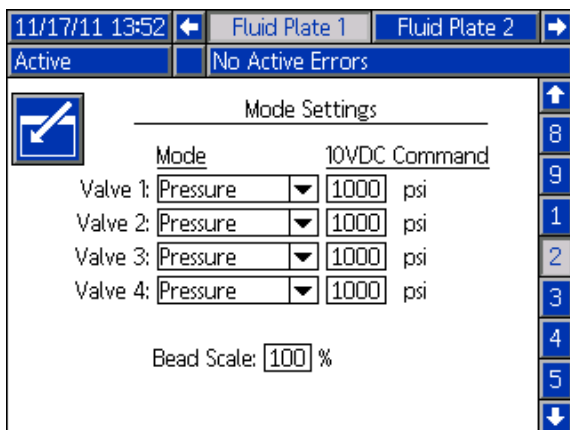 11/17/11 13:52 Fluid Plate 1 Fluid Plate 2
Active No Active Errors
Mode Settings
Mode 10VDC Command
Valve 1: Pressure 1000 psi
Valve 2: Pressure 1000 psi
Valve 3: Pressure 1000 psi
Valve 4: Pressure 1000 psi
Bead Scale: 100 %
8
9
1
2
3
4
5